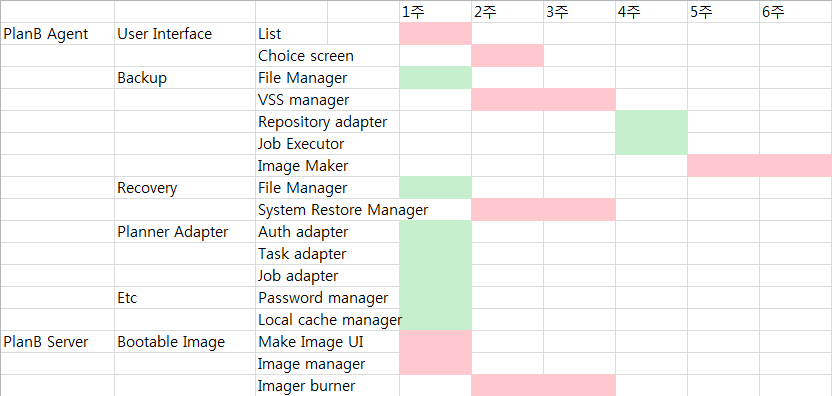 1주 2주 3주 4주 5주 6주
PlanB Agent User Interface List
Choice screen
Backup File Manager
VSS manager
Repository adapter
Job Executor
Image Maker
Recovery File Manager
System Restore Manager
Planner Adapter Auth adapter
Task adapter
Job adapter
Etc Password manager
Local cache manager
PlanB Server Bootable Image Make Image UI
Image manager
Imager burner